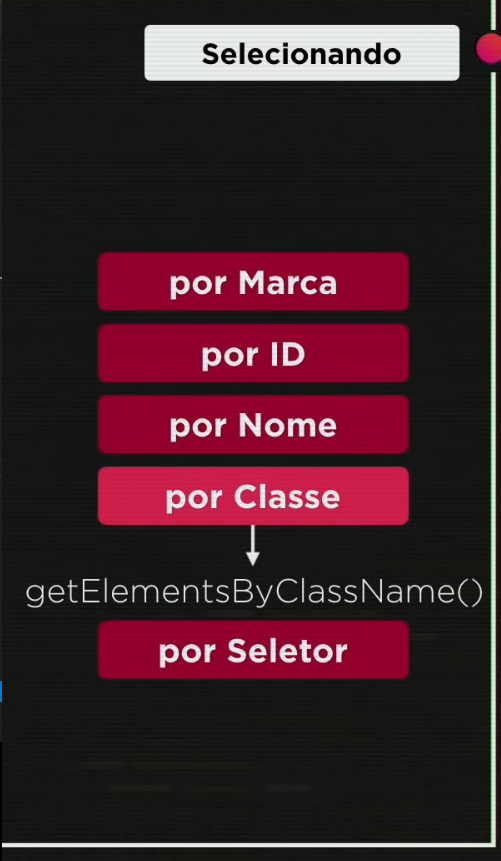 Selecionando
por Marca
por ID
por Nome
por Classe
getElementsByClassName()
por Seletor